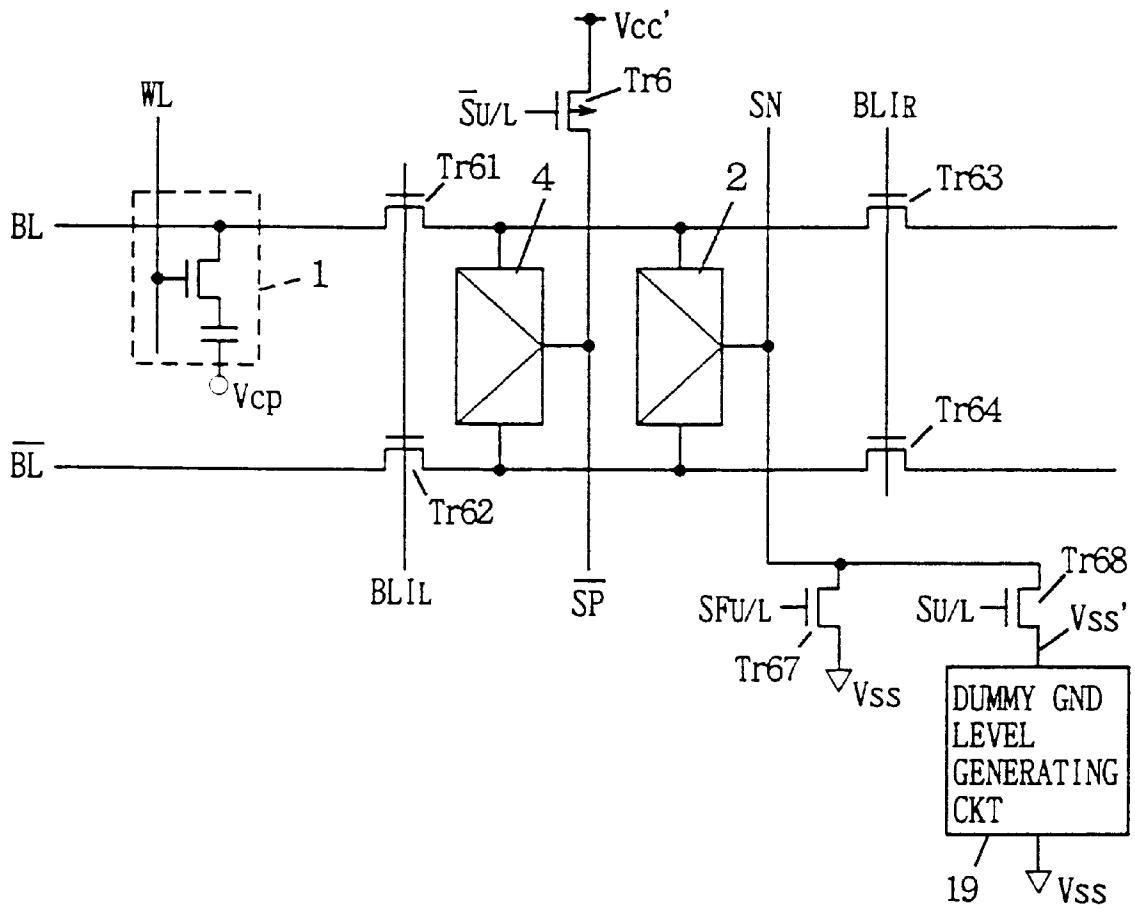 Vcc'
WL
Tr6
S̅U/L
SN
BLIR
Tr61
4
2
Tr63
BL
1
Vcp
Tr64
B̅L̅
Tr62
BLIL
S̅P̅
SFU/L
SU/L
Tr68
Vss'
Tr67
Vss
DUMMY GND
LEVEL
GENERATING
CKT
19
Vss